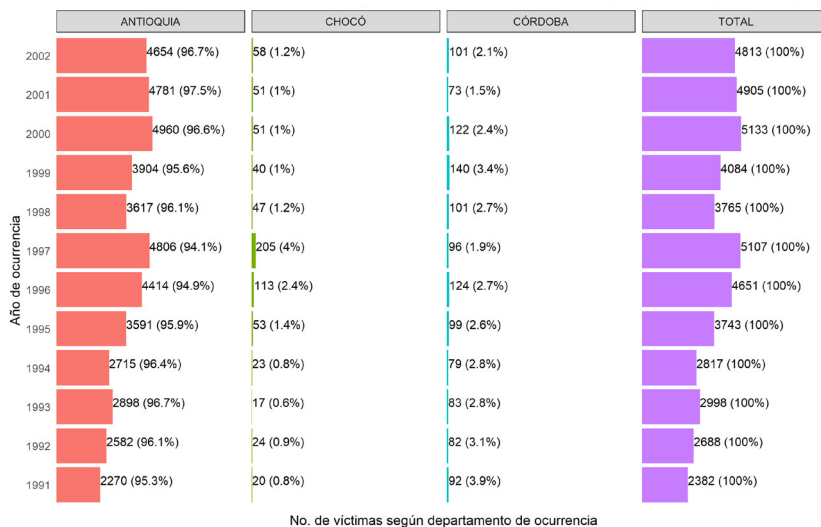 ANTIOQUIA CHOCÓ CÓRDOBA TOTAL
2002 4654 (96.7%) 58 (1.2%) 101 (2.1%) 4813 (100%)
2001 4781 (97.5%) 51 (1%) 73 (1.5%) 4905 (100%)
2000 4960 (96.6%) 51 (1%) 122 (2.4%) 5133 (100%)
1999 3904 (95.6%) 40 (1%) 140 (3.4%) 4084 (100%)
1998 3617 (96.1%) 47 (1.2%) 101 (2.7%) 3765 (100%)
1997 4806 (94.1%) 205 (4%) 96 (1.9%) 5107 (100%)
1996 4414 (94.9%) 113 (2.4%) 124 (2.7%) 4651 (100%)
1995 3591 (95.9%) 53 (1.4%) 99 (2.6%) 3743 (100%)
1994 2715 (96.4%) 23 (0.8%) 79 (2.8%) 2817 (100%)
1993 2898 (96.7%) 17 (0.6%) 83 (2.8%) 2998 (100%)
1992 2582 (96.1%) 24 (0.9%) 82 (3.1%) 2688 (100%)
1991 2270 (95.3%) 20 (0.8%) 92 (3.9%) 2382 (100%)
Año de ocurrencia
No. de víctimas según departamento de ocurrencia